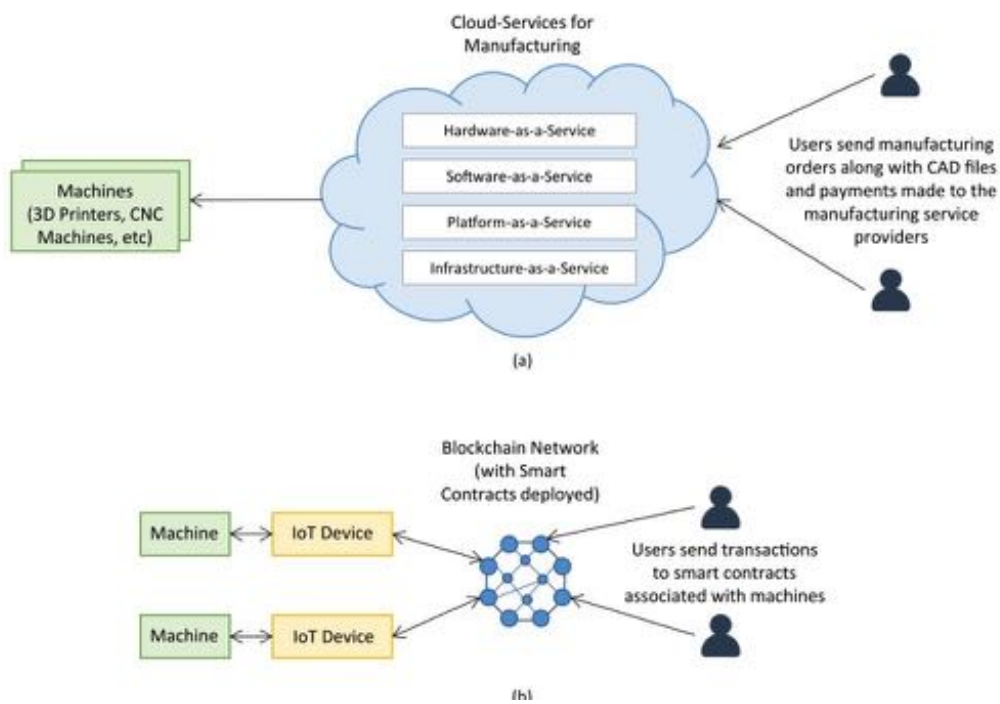 Cloud-Services for
Manufacturing
Hardware-as-a-Service
Software-as-a-Service
Platform-as-a-Service
Infrastructure-as-a-Service
Machines
(3D Printers, CNC
Machines, etc)
Users send manufacturing
orders along with CAD files
and payments made to the
manufacturing service
providers
(a)
Blockchain Network
(with Smart
Contracts deployed)
Machine
IoT Device
Machine
IoT Device
Users send transactions
to smart contracts
associated with machines
(b)